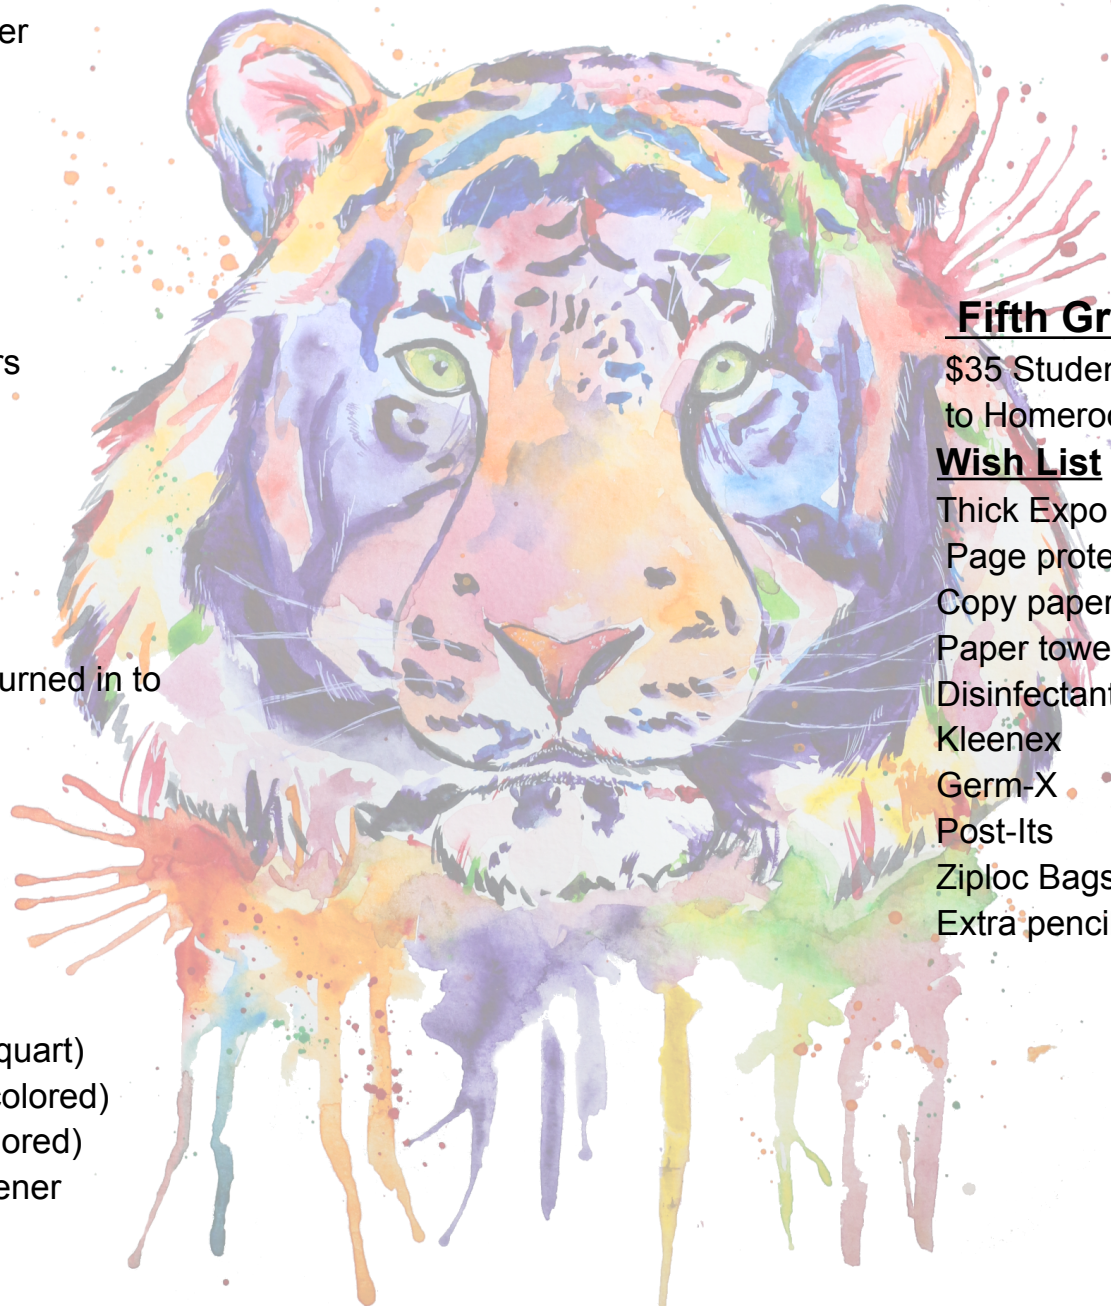 er
rs
urned in to
quart)
colored)
ored)
ener
Fifth Gr
$35 Studen
to Homeroo
Wish List
Thick Expo
Page prote
Copy paper
Paper towe
Disinfectant
Kleenex
Germ-X
Post-Its
Ziploc Bags
Extra penci